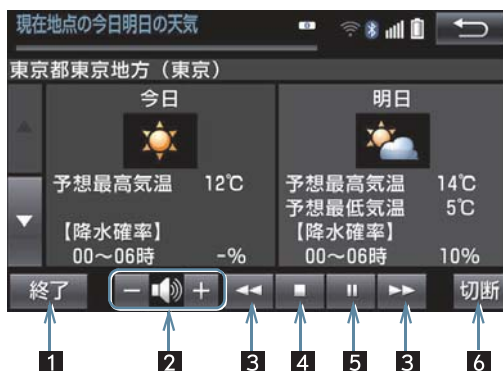 現在地点の今日明日の天気
東京都東京地方（東京）
今日
予想最高気温 12℃
【降水確率】
00～06時 -%
明日
予想最高気温 14℃
予想最低気温 5℃
【降水確率】
00～06時 10%
終了 － ＋ 切断
1 2 3 4 5 3 6